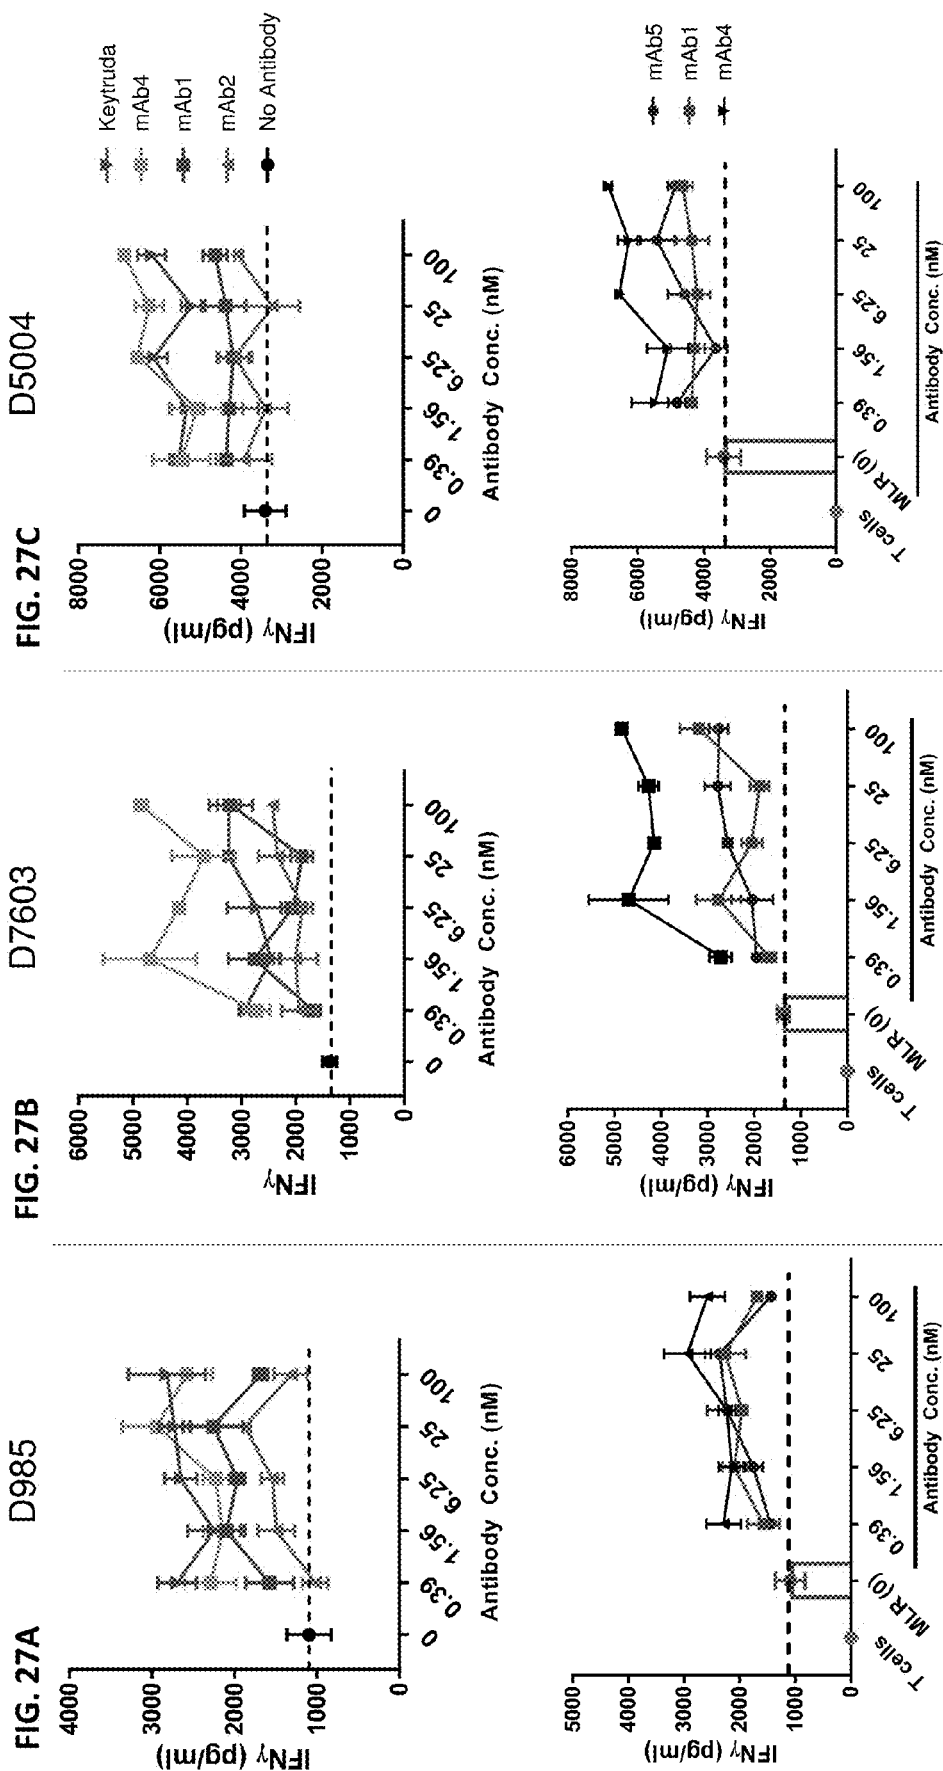 FIG. 27A
D985
IFNγ (pg/ml)
4000
3000
2000
1000
0
0
0.39
1.56
6.25
25
100
Antibody Conc. (nM)
IFNγ (pg/ml)
5000
4000
3000
2000
1000
0
T cells
MLR (0)
0.39
1.56
6.25
25
100
Antibody Conc. (nM)
FIG. 27B
D7603
IFNγ
6000
5000
4000
3000
2000
1000
0
0
0.39
1.56
6.25
25
100
Antibody Conc. (nM)
IFNγ (pg/ml)
6000
5000
4000
3000
2000
1000
0
T cells
MLR (0)
0.39
1.56
6.25
25
100
Antibody Conc. (nM)
FIG. 27C
D5004
IFNγ (pg/ml)
8000
6000
4000
2000
0
0
0.39
1.56
6.25
25
100
Antibody Conc. (nM)
Keytruda
mAb4
mAb1
mAb2
No Antibody
IFNγ (pg/ml)
8000
6000
4000
2000
0
T cells
MLR (0)
0.39
1.56
6.25
25
100
Antibody Conc. (nM)
mAb5
mAb1
mAb4